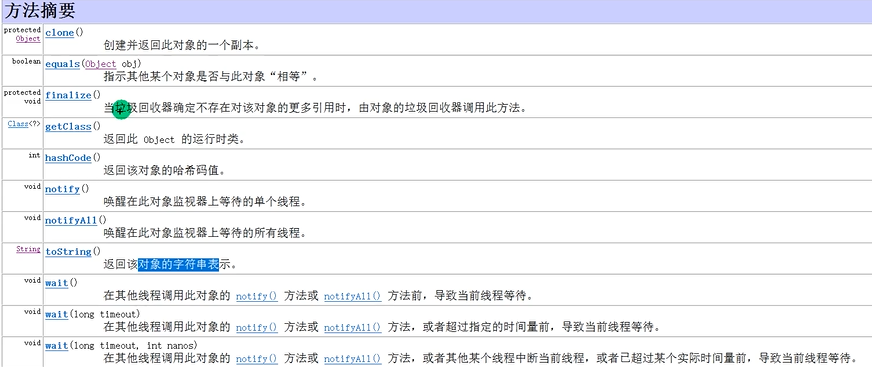 方法摘要
protected Object clone()
创建并返回此对象的一个副本。
boolean equals(Object obj)
指示其他某个对象是否与此对象“相等”。
protected void finalize()
当垃圾回收器确定不存在对该对象的更多引用时，由对象的垃圾回收器调用此方法。
Class<?> getClass()
返回此 Object 的运行时类。
int hashCode()
返回该对象的哈希码值。
void notify()
唤醒在此对象监视器上等待的单个线程。
void notifyAll()
唤醒在此对象监视器上等待的所有线程。
String toString()
返回该对象的字符串表示。
void wait()
在其他线程调用此对象的 notify() 方法或 notifyAll() 方法前，导致当前线程等待。
void wait(long timeout)
在其他线程调用此对象的 notify() 方法或 notifyAll() 方法，或者超过指定的时间量前，导致当前线程等待。
void wait(long timeout, int nanos)
在其他线程调用此对象的 notify() 方法或 notifyAll() 方法，或者其他某个线程中断当前线程，或者已超过某个实际时间量前，导致当前线程等待。